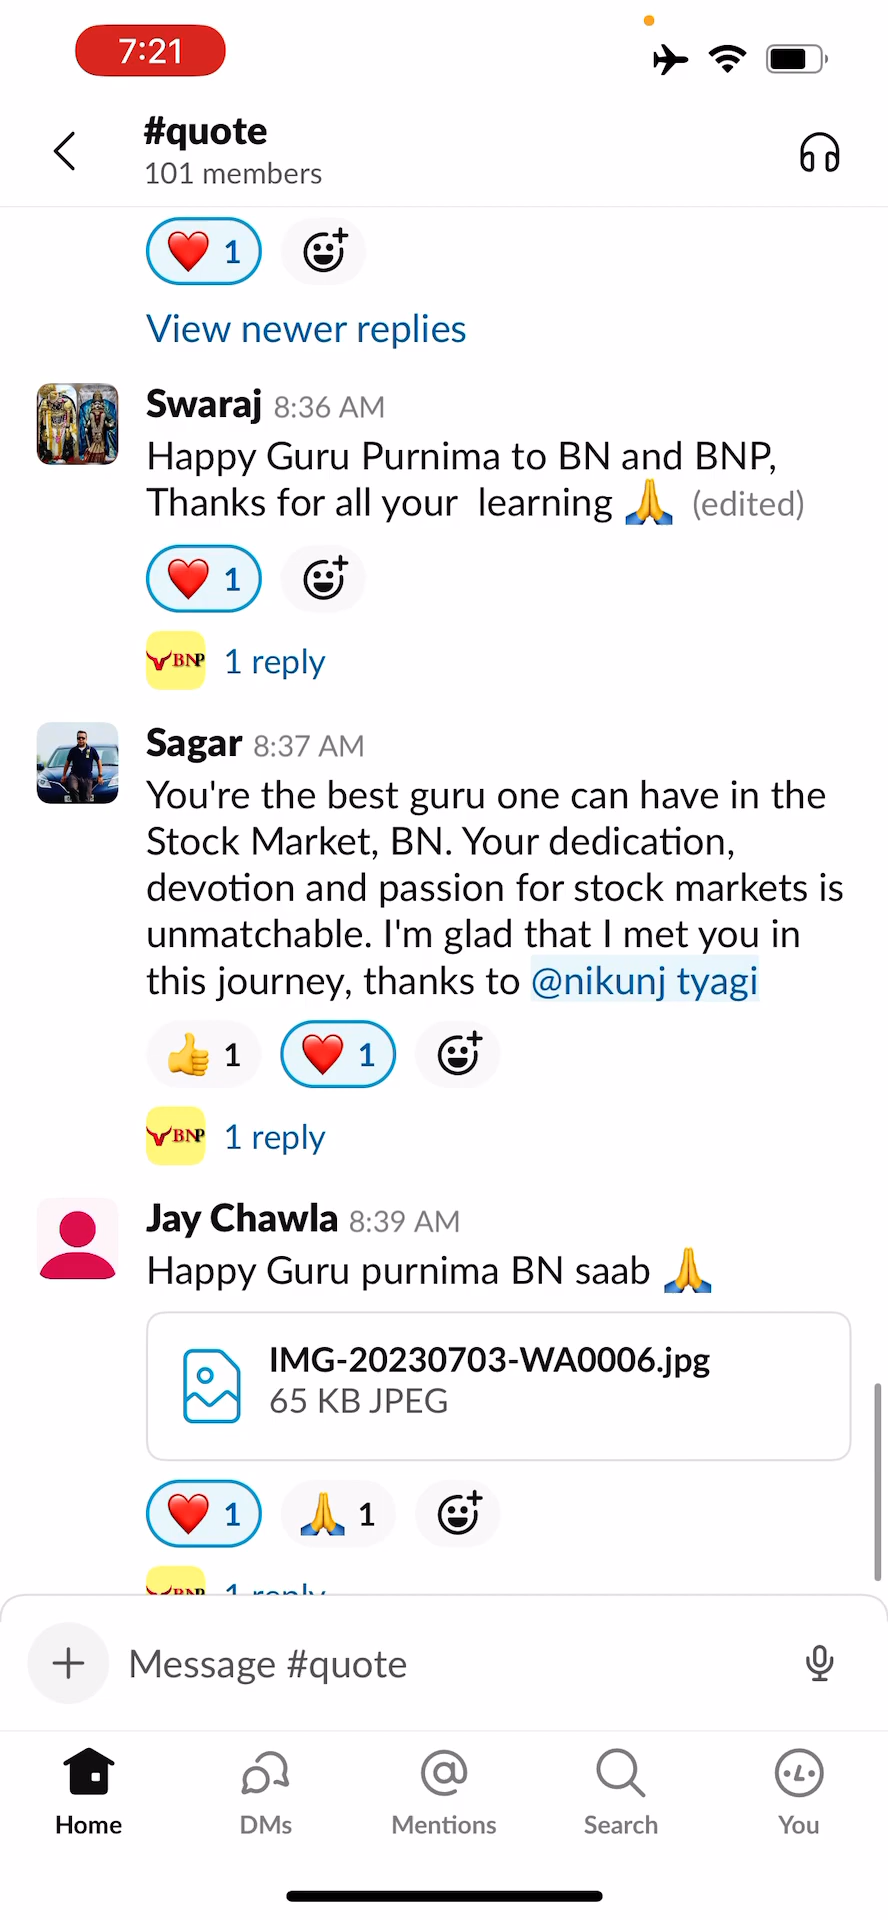 7:21
#quote
101 members
1
View newer replies
Swaraj 8:36 AM
Happy Guru Purnima to BN and BNP,
Thanks for all your learning 🙏 (edited)
1
BNP 1 reply
Sagar 8:37 AM
You're the best guru one can have in the
Stock Market, BN. Your dedication,
devotion and passion for stock markets is
unmatchable. I'm glad that I met you in
this journey, thanks to @nikunj tyagi
1 1
BNP 1 reply
Jay Chawla 8:39 AM
Happy Guru purnima BN saab 🙏
IMG-20230703-WA0006.jpg
65 KB JPEG
1 1
BNP 1 reply
Message #quote
Home DMs Mentions Search You